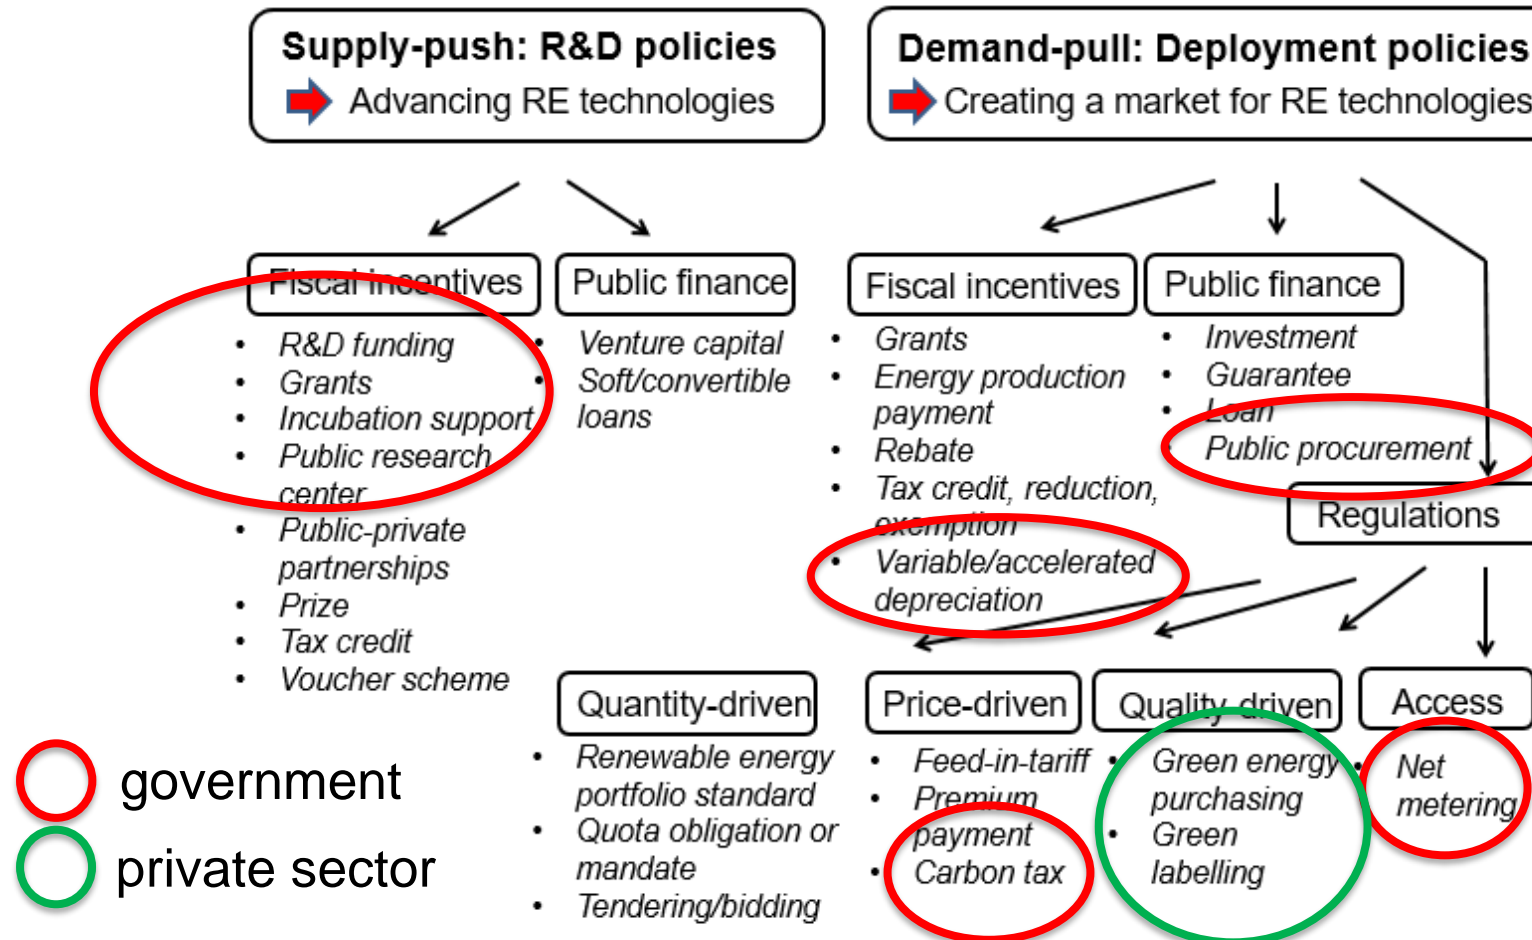 Supply-push: R&D policies
Advancing RE technologies
Demand-pull: Deployment policies
Creating a market for RE technologies
Fiscal incentives
• R&D funding
• Grants
• Incubation support
• Public research
center
• Public-private
partnerships
• Prize
• Tax credit
• Voucher scheme
Public finance
• Venture capital
• Soft/convertible
loans
Fiscal incentives
• Grants
• Energy production
payment
• Rebate
• Tax credit, reduction,
exemption
• Variable/accelerated
depreciation
Public finance
• Investment
• Guarantee
• Loan
• Public procurement
Regulations
Quantity-driven
• Renewable energy
portfolio standard
• Quota obligation or
mandate
• Tendering/bidding
Price-driven
• Feed-in-tariff
• Premium
payment
• Carbon tax
Quality-driven
• Green energy
purchasing
• Green
labelling
Access
• Net
metering
government
private sector